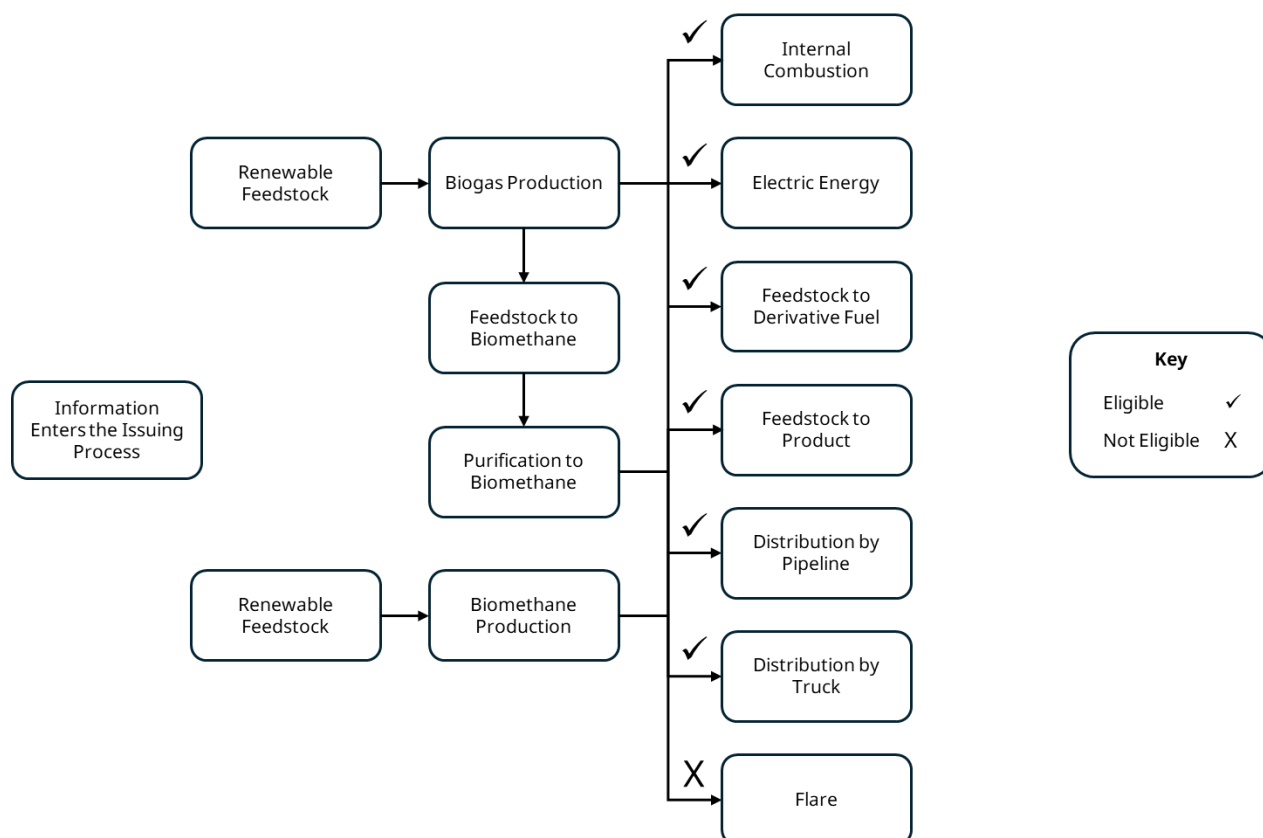 Internal
Combustion
Renewable
Feedstock
Biogas Production
Electric Energy
Feedstock to
Biomethane
Feedstock to
Derivative Fuel
Information
Enters the Issuing
Process
Purification to
Biomethane
Feedstock to
Product
Key
Eligible ✓
Not Eligible X
Distribution by
Pipeline
Renewable
Feedstock
Biomethane
Production
Distribution by
Truck
X
Flare